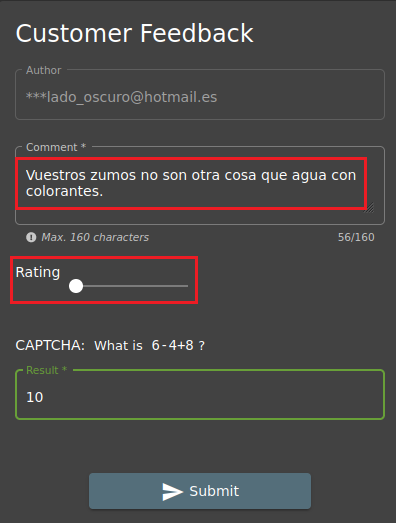 Customer Feedback
Author
***lado_oscuro@hotmail.es
Comment *
Vuestros zumos no son otra cosa que agua con
colorantes.
Max. 160 characters 56/160
Rating
CAPTCHA: What is 6-4+8 ?
Result *
10
Submit